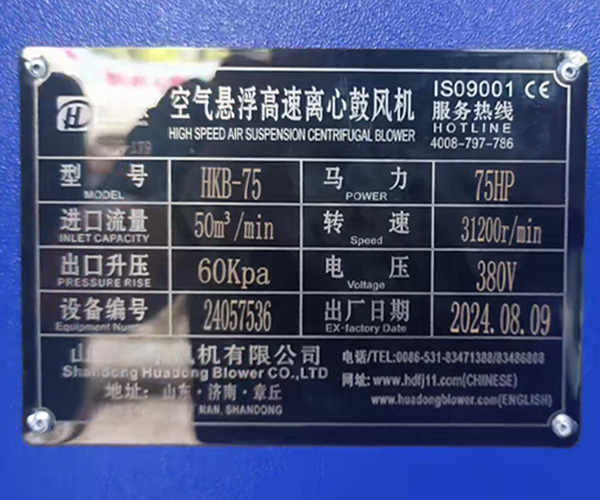 空气悬浮高速离心鼓风机
HIGH SPEED AIR SUSPENSION CENTRIFUGAL BLOWER
ISO9001 CE
服务热线
HOTLINE
4008-797-786
型号 HKB-75 马力 75HP
MODEL POWER
进口流量 50m³/min 转速 31200r/min
INLET CAPACITY Speed
出口升压 60Kpa 电压 380V
PRESSURE RISE Voltage
设备编号 24057536 出厂日期 2024.08.09
Equipment Number EX-factory Date
山 风机有限公司
Shandong Huadong Blower CO.,LTD
地址: 山东·济南·章丘
NAN, SHANDONG
电话/TEL:0086-531-83471388/83486808
网址: www.hdfj11.com(CHINESE)
www.huadongblower.com(ENGLISH)